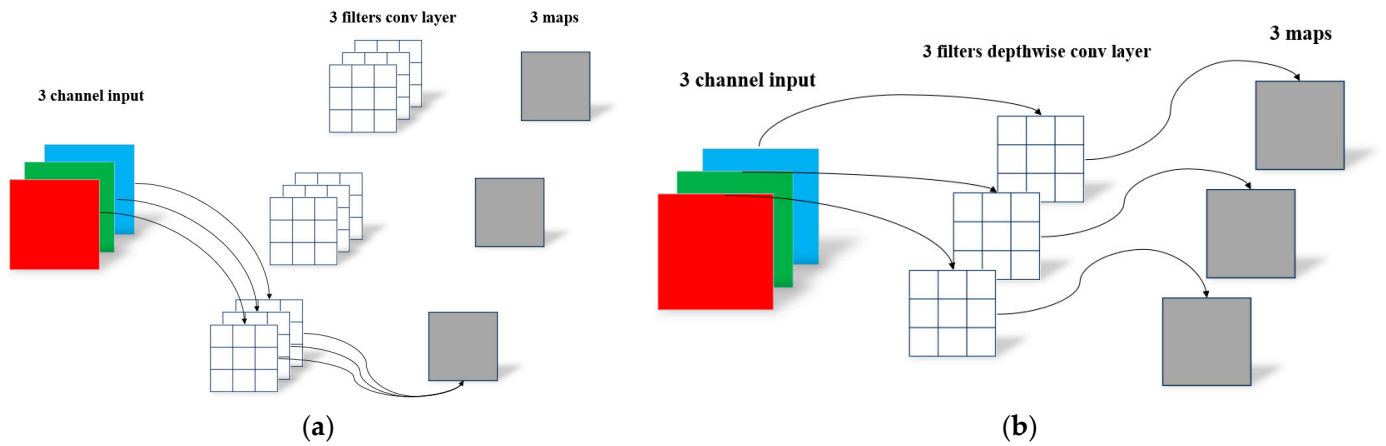 3 filters conv layer
3 maps
3 channel input
(a)
3 maps
3 filters depthwise conv layer
3 channel input
(b)